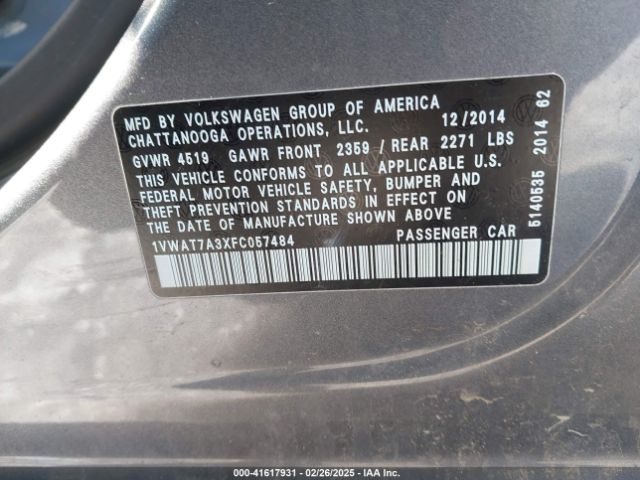 MFD BY VOLKSWAGEN GROUP OF AMERICA
CHATTANOOGA OPERATIONS, LLC. 12/2014
GVWR 4519 GAWR FRONT 2359 / REAR 2271 LBS
THIS VEHICLE CONFORMS TO ALL APPLICABLE U.S.
FEDERAL MOTOR VEHICLE SAFETY, BUMPER AND
THEFT PREVENTION STANDARDS IN EFFECT ON
THE DATE OF MANUFACTURE SHOWN ABOVE
1VWAT7A3XFC057484 PASSENGER CAR
5140535 2014 62
000-41617931 | 02/26/2025 | IAA Inc.